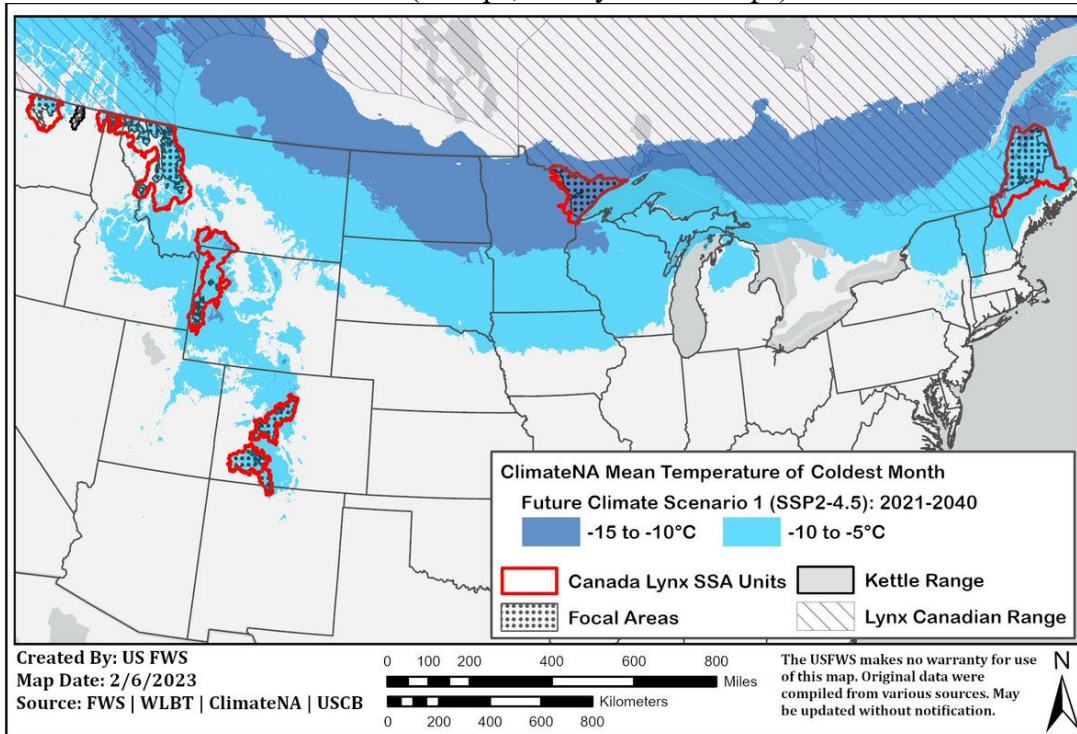 ClimateNA Mean Temperature of Coldest Month
Future Climate Scenario 1 (SSP2-4.5): 2021-2040
-15 to -10°C -10 to -5°C
Canada Lynx SSA Units Kettle Range
Focal Areas Lynx Canadian Range
Created By: US FWS
Map Date: 2/6/2023
Source: FWS | WLBT | ClimateNA | USCB
0 100 200 400 600 800
Miles
Kilometers
0 200 400 600 800
The USFWS makes no warranty for use
of this map. Original data were
compiled from various sources. May
be updated without notification.
N